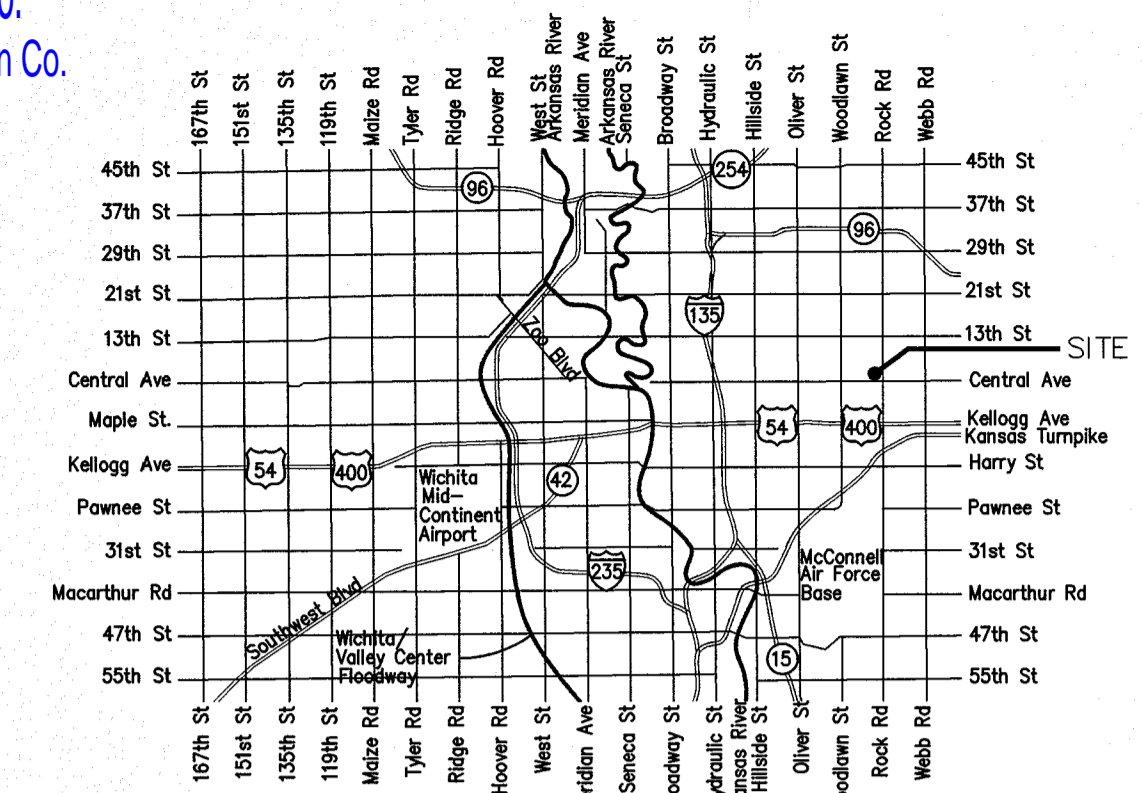 n Co.
167th St
151st St
135th St
119th St
Maize Rd
Tyler Rd
Ridge Rd
Hoover Rd
West St
Arkansas River
Meridian Ave
Arkansas River
Seneca St
Broadway St
Hydraulic St
Hillside St
Oliver St
Woodlawn St
Rock Rd
Webb Rd
45th St
37th St
29th St
21st St
13th St
Central Ave
Maple St.
Kellogg Ave
Pawnee St
31st St
Macarthur Rd
47th St
55th St
45th St
37th St
29th St
21st St
13th St
SITE
Central Ave
Kellogg Ave
Kansas Turnpike
Harry St
Pawnee St
31st St
Macarthur Rd
47th St
55th St
96
254
96
135
Zoo Blvd
54
400
54
400
42
Wichita
Mid-
Continent
Airport
235
McConnell
Air Force
Base
Southwest Blvd
Wichita/
Valley Center
Floodway
15
167th St
151st St
135th St
119th St
Maize Rd
Tyler Rd
Ridge Rd
Hoover Rd
West St
eridian Ave
Seneca St
oadway St
ydraulic St
ansas River
Hillside St
Oliver St
oodlawn St
Rock Rd
Webb Rd